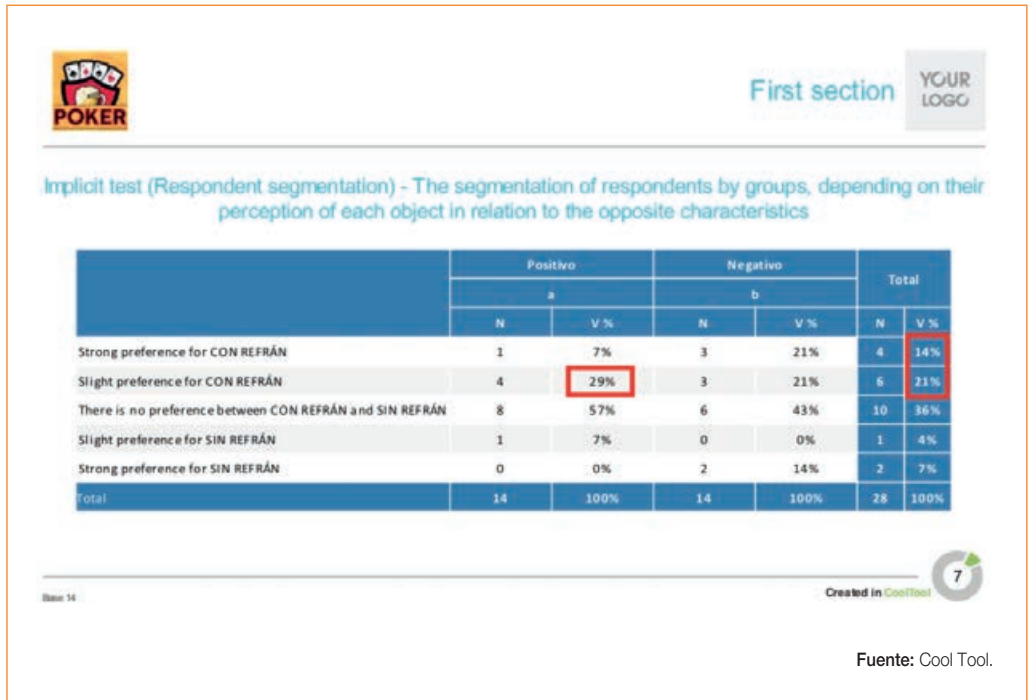 POKER
First section
YOUR
LOGO
Implicit test (Respondent segmentation) - The segmentation of respondents by groups, depending on their
perception of each object in relation to the opposite characteristics
Positivo Negativo Total
a b
N V % N V % N V %
Strong preference for CON REFRÁN 1 7% 3 21% 4 14%
Slight preference for CON REFRÁN 4 29% 3 21% 6 21%
There is no preference between CON REFRÁN and SIN REFRÁN 8 57% 6 43% 10 36%
Slight preference for SIN REFRÁN 1 7% 0 0% 1 4%
Strong preference for SIN REFRÁN 0 0% 2 14% 2 7%
Total 14 100% 14 100% 28 100%
7
Base: 14
Created in CoolTool
Fuente: Cool Tool.